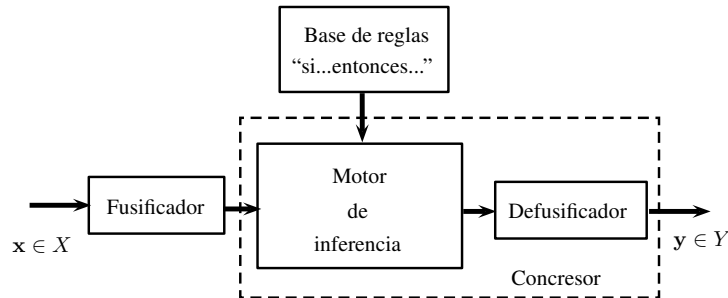 Base de reglas
“si...entonces...”
Motor
de
inferencia
Fusificador
Defusificador
x ∈ X
y ∈ Y
Concresor